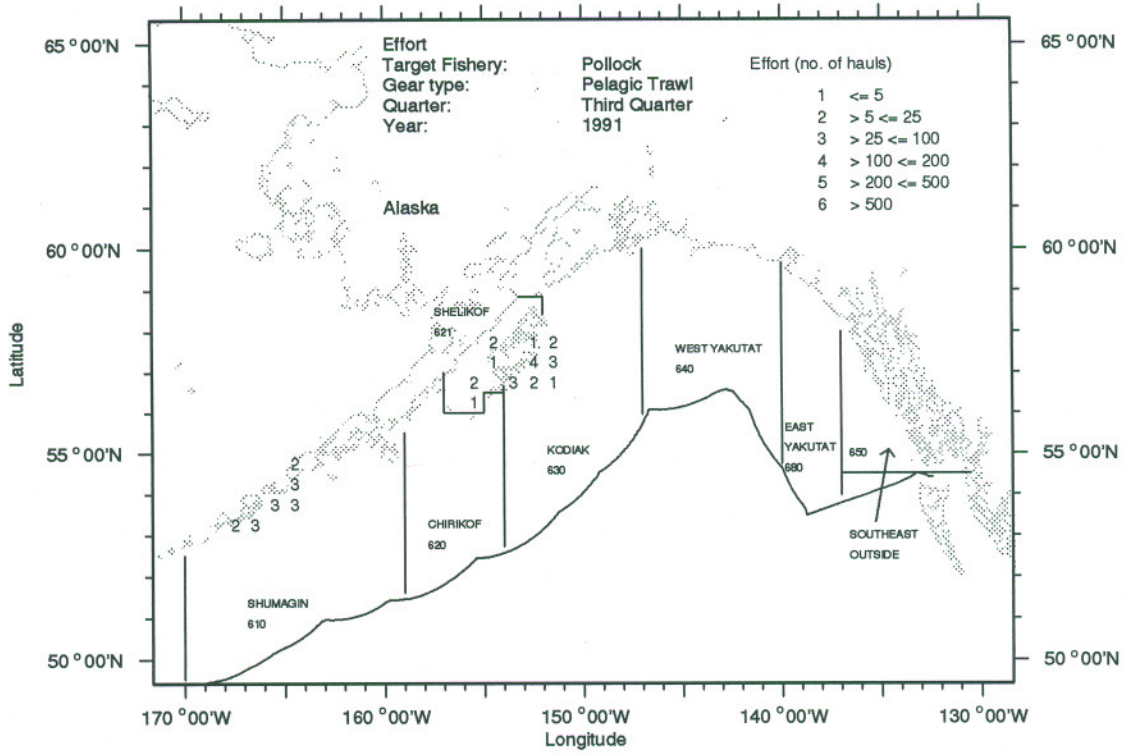 Effort
Target Fishery: Pollock
Gear type: Pelagic Trawl
Quarter: Third Quarter
Year: 1991
Effort (no. of hauls)
1 <= 5
2 > 5 <= 25
3 > 25 <= 100
4 > 100 <= 200
5 > 200 <= 500
6 > 500
65 °00'N
65 °00'N
Alaska
60 °00'N
60 °00'N
SHELIKOF
621
2 1 2
1 4 3
2 3 2 1
1
WEST YAKUTAT
640
Latitude
EAST
YAKUTAT
680
650
KODIAK
630
55 °00'N
55 °00'N
2
3
3 3
2 3
CHIRIKOF
620
SOUTHEAST
OUTSIDE
SHUMAGIN
610
50 °00'N
50 °00'N
170 °00'W 160 °00'W 150 °00'W 140 °00'W 130 °00'W
Longitude